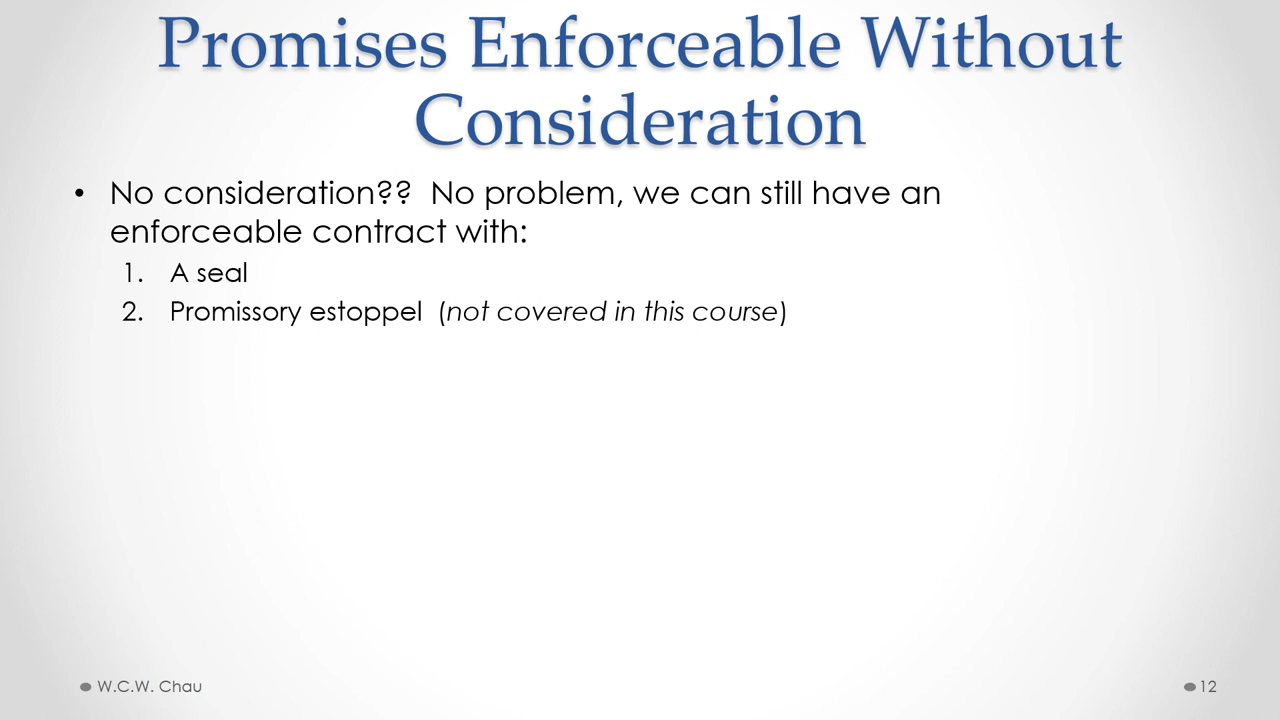 Promises Enforceable Without
Consideration
• No consideration??  No problem, we can still have an
enforceable contract with:
1. A seal
2. Promissory estoppel  (not covered in this course)
W.C.W. Chau
12